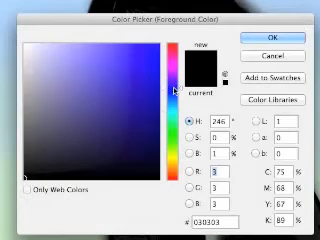 Color Picker (Foreground Color)
new
current
OK
Cancel
Add to Swatches
Color Libraries
H: 246 °
S: 0 %
B: 1 %
R: 3
G: 3
B: 3
# 030303
L: 1
a: 0
b: 0
C: 75 %
M: 68 %
Y: 67 %
K: 89 %
Only Web Colors